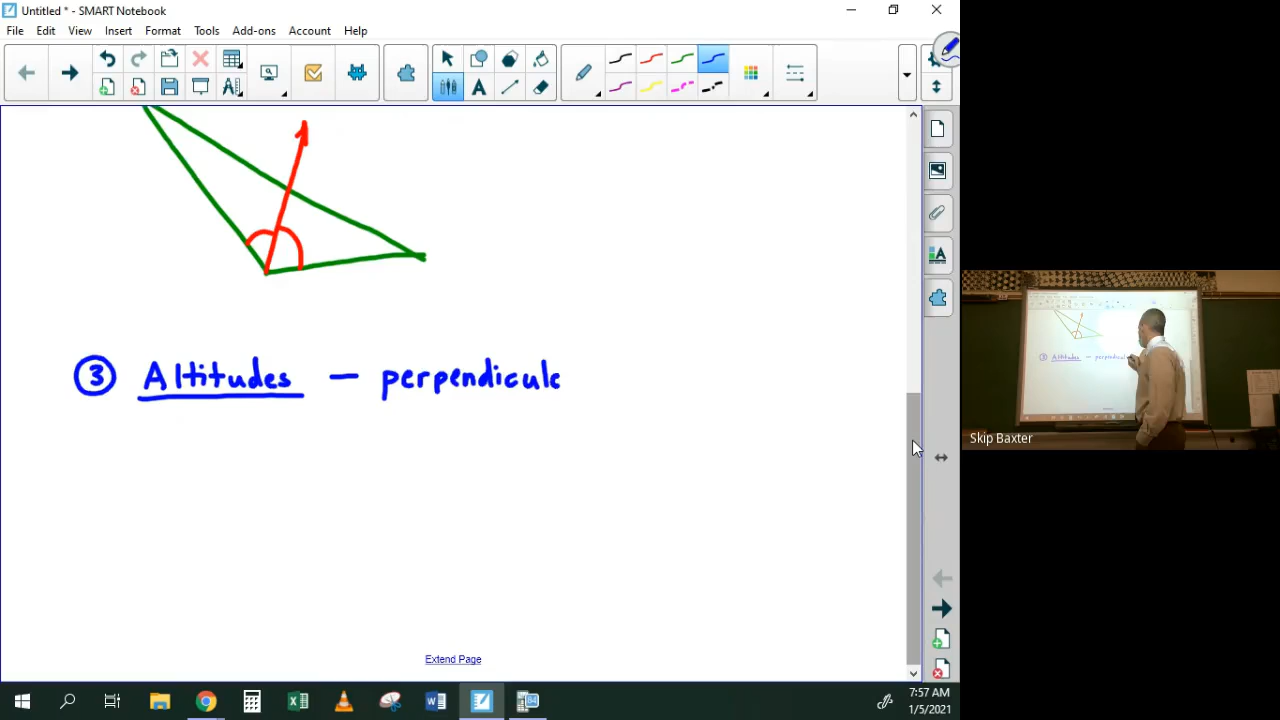 Untitled * - SMART Notebook
File Edit View Insert Format Tools Add-ons Account Help
③ Altitudes — perpendicula
Skip Baxter
Extend Page
7:57 AM
1/5/2021